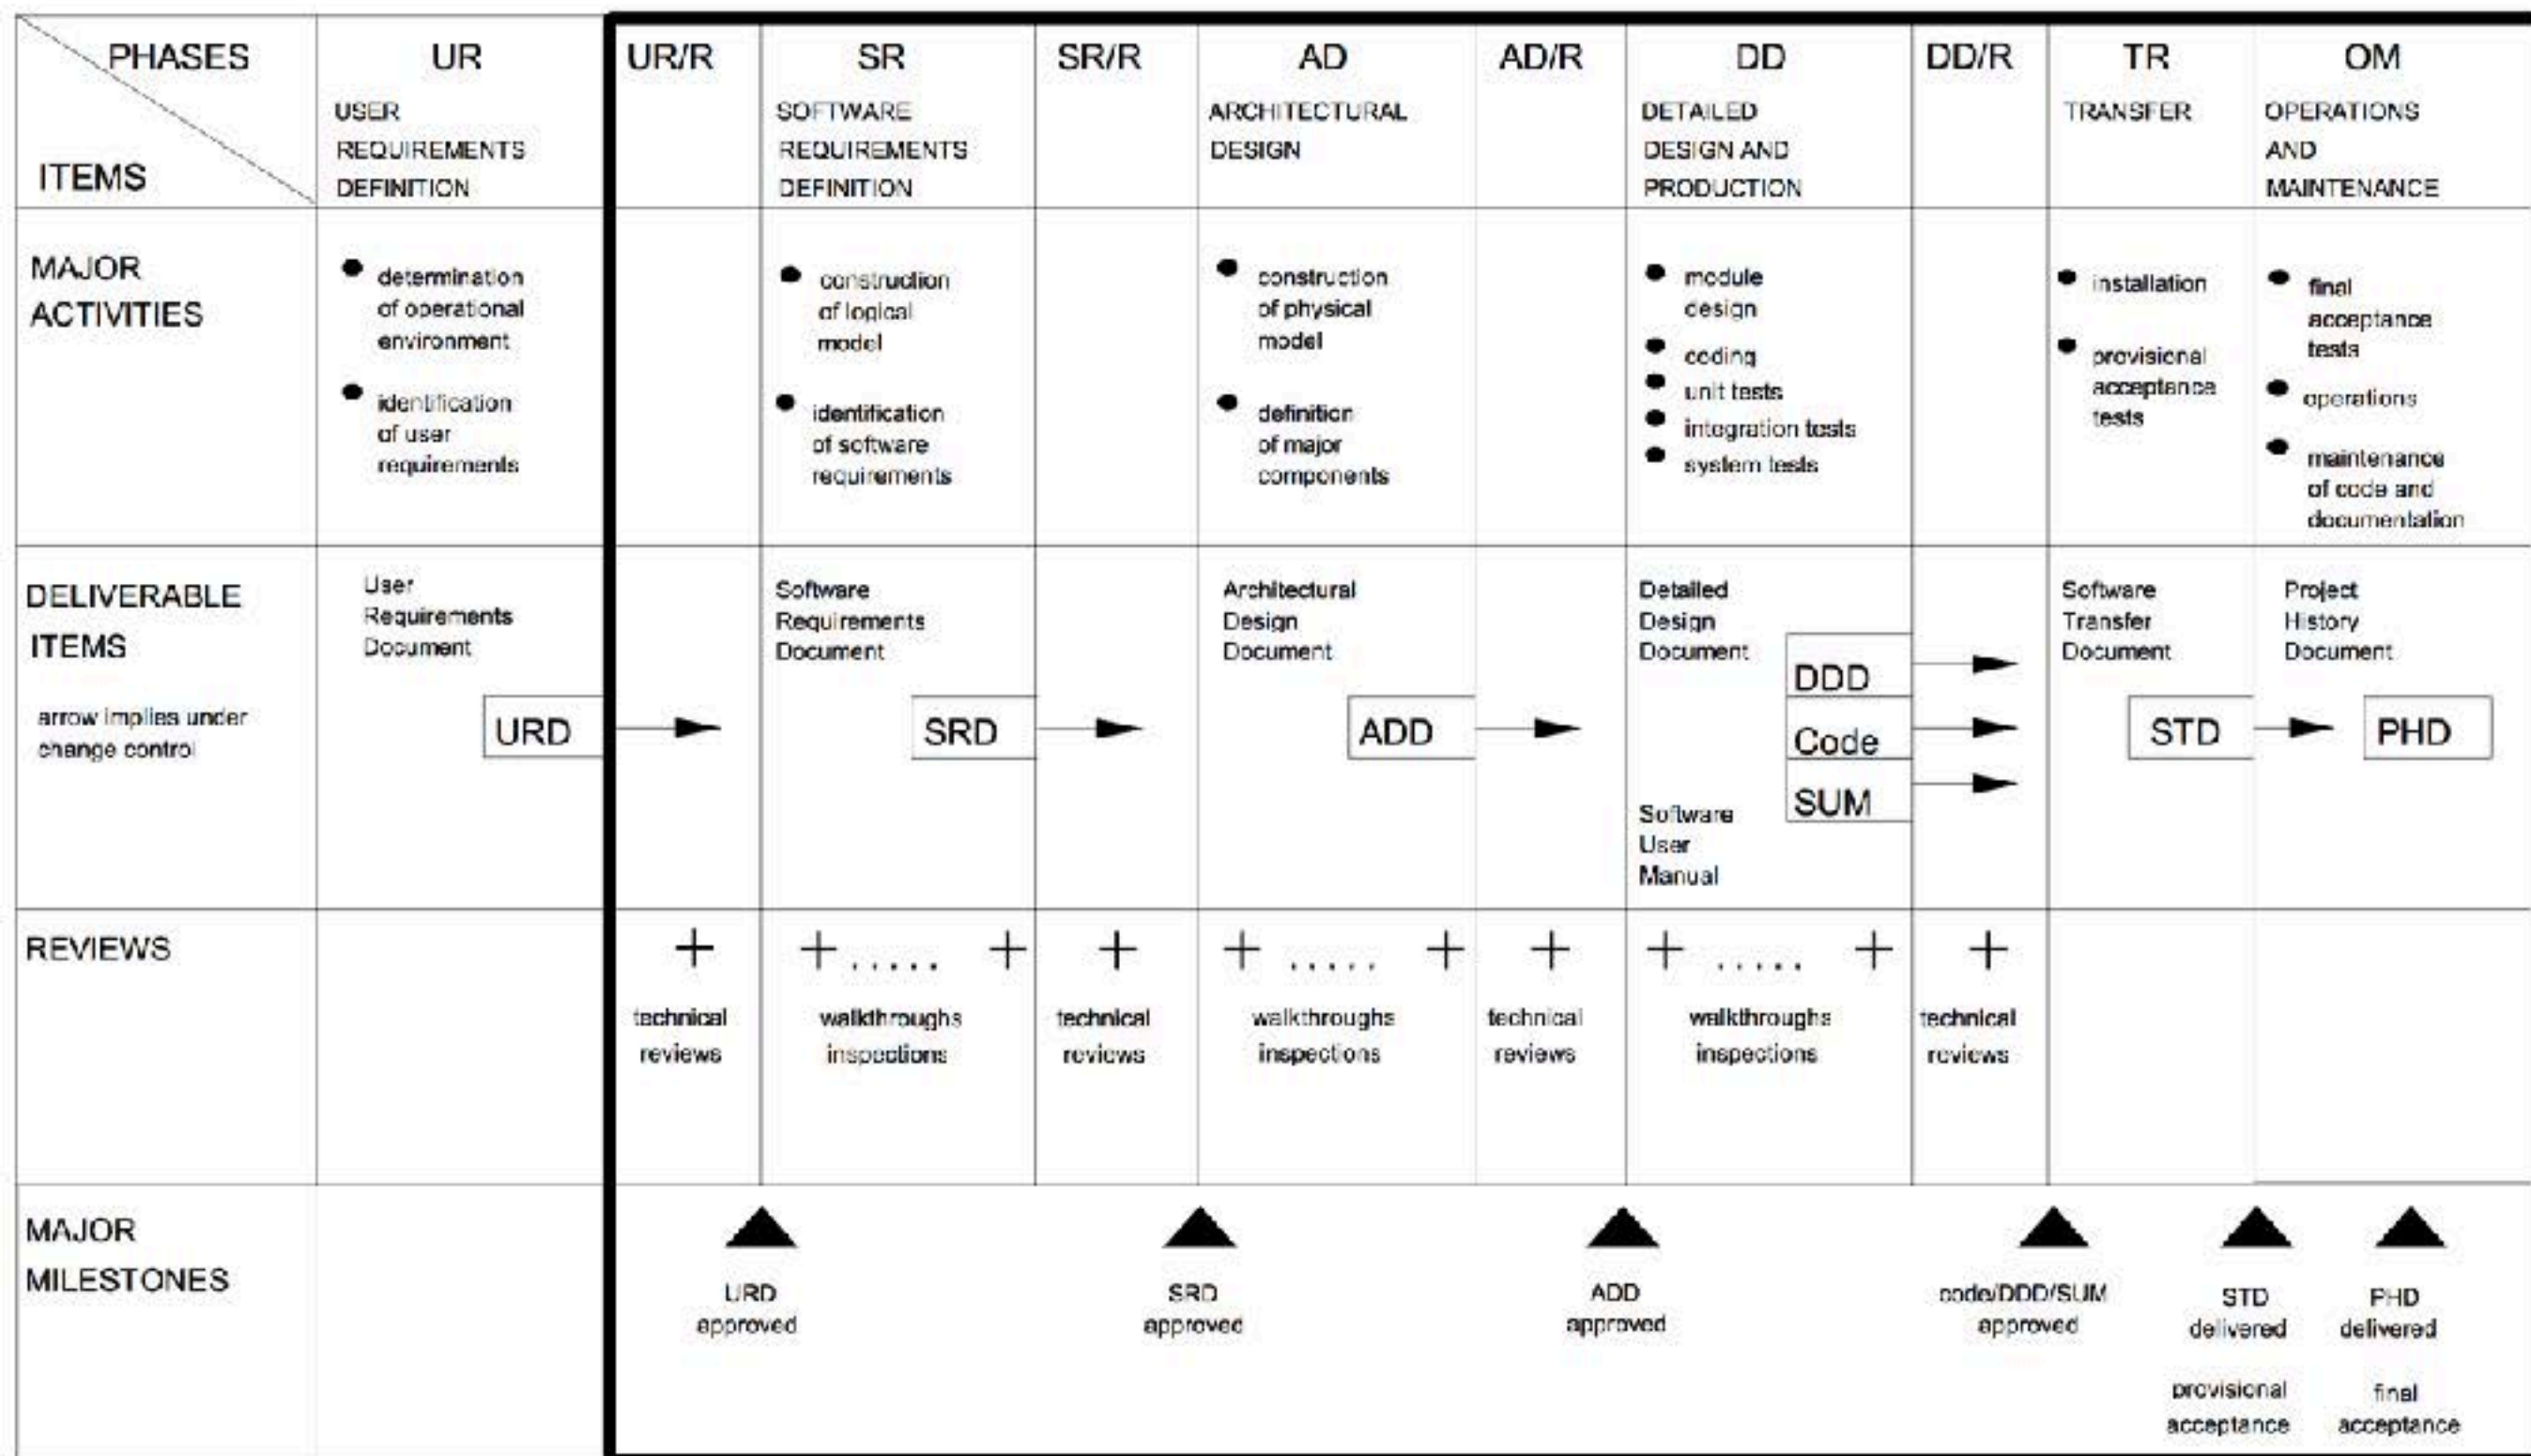 PHASES
ITEMS
UR
USER
REQUIREMENTS
DEFINITION
UR/R
SR
SOFTWARE
REQUIREMENTS
DEFINITION
SR/R
AD
ARCHITECTURAL
DESIGN
AD/R
DD
DETAILED
DESIGN AND
PRODUCTION
DD/R
TR
TRANSFER
OM
OPERATIONS
AND
MAINTENANCE
MAJOR
ACTIVITIES
determination
of operational
environment
identification
of user
requirements
construction
of logical
model
identification
of software
requirements
construction
of physical
model
definition
of major
components
module
design
coding
unit tests
integration tests
system tests
installation
provisional
acceptance
tests
final
acceptance
tests
operations
maintenance
of code and
documentation
DELIVERABLE
ITEMS
arrow implies under
change control
User
Requirements
Document
URD
Software
Requirements
Document
SRD
Architectural
Design
Document
ADD
Detailed
Design
Document
DDD
Code
SUM
Software
User
Manual
Software
Transfer
Document
STD
Project
History
Document
PHD
REVIEWS
technical
reviews
walkthroughs
inspections
technical
reviews
walkthroughs
inspections
technical
reviews
walkthroughs
inspections
technical
reviews
MAJOR
MILESTONES
URD
approved
SRD
approved
ADD
approved
code/DDD/SUM
approved
STD
delivered
provisional
acceptance
PHD
delivered
final
acceptance